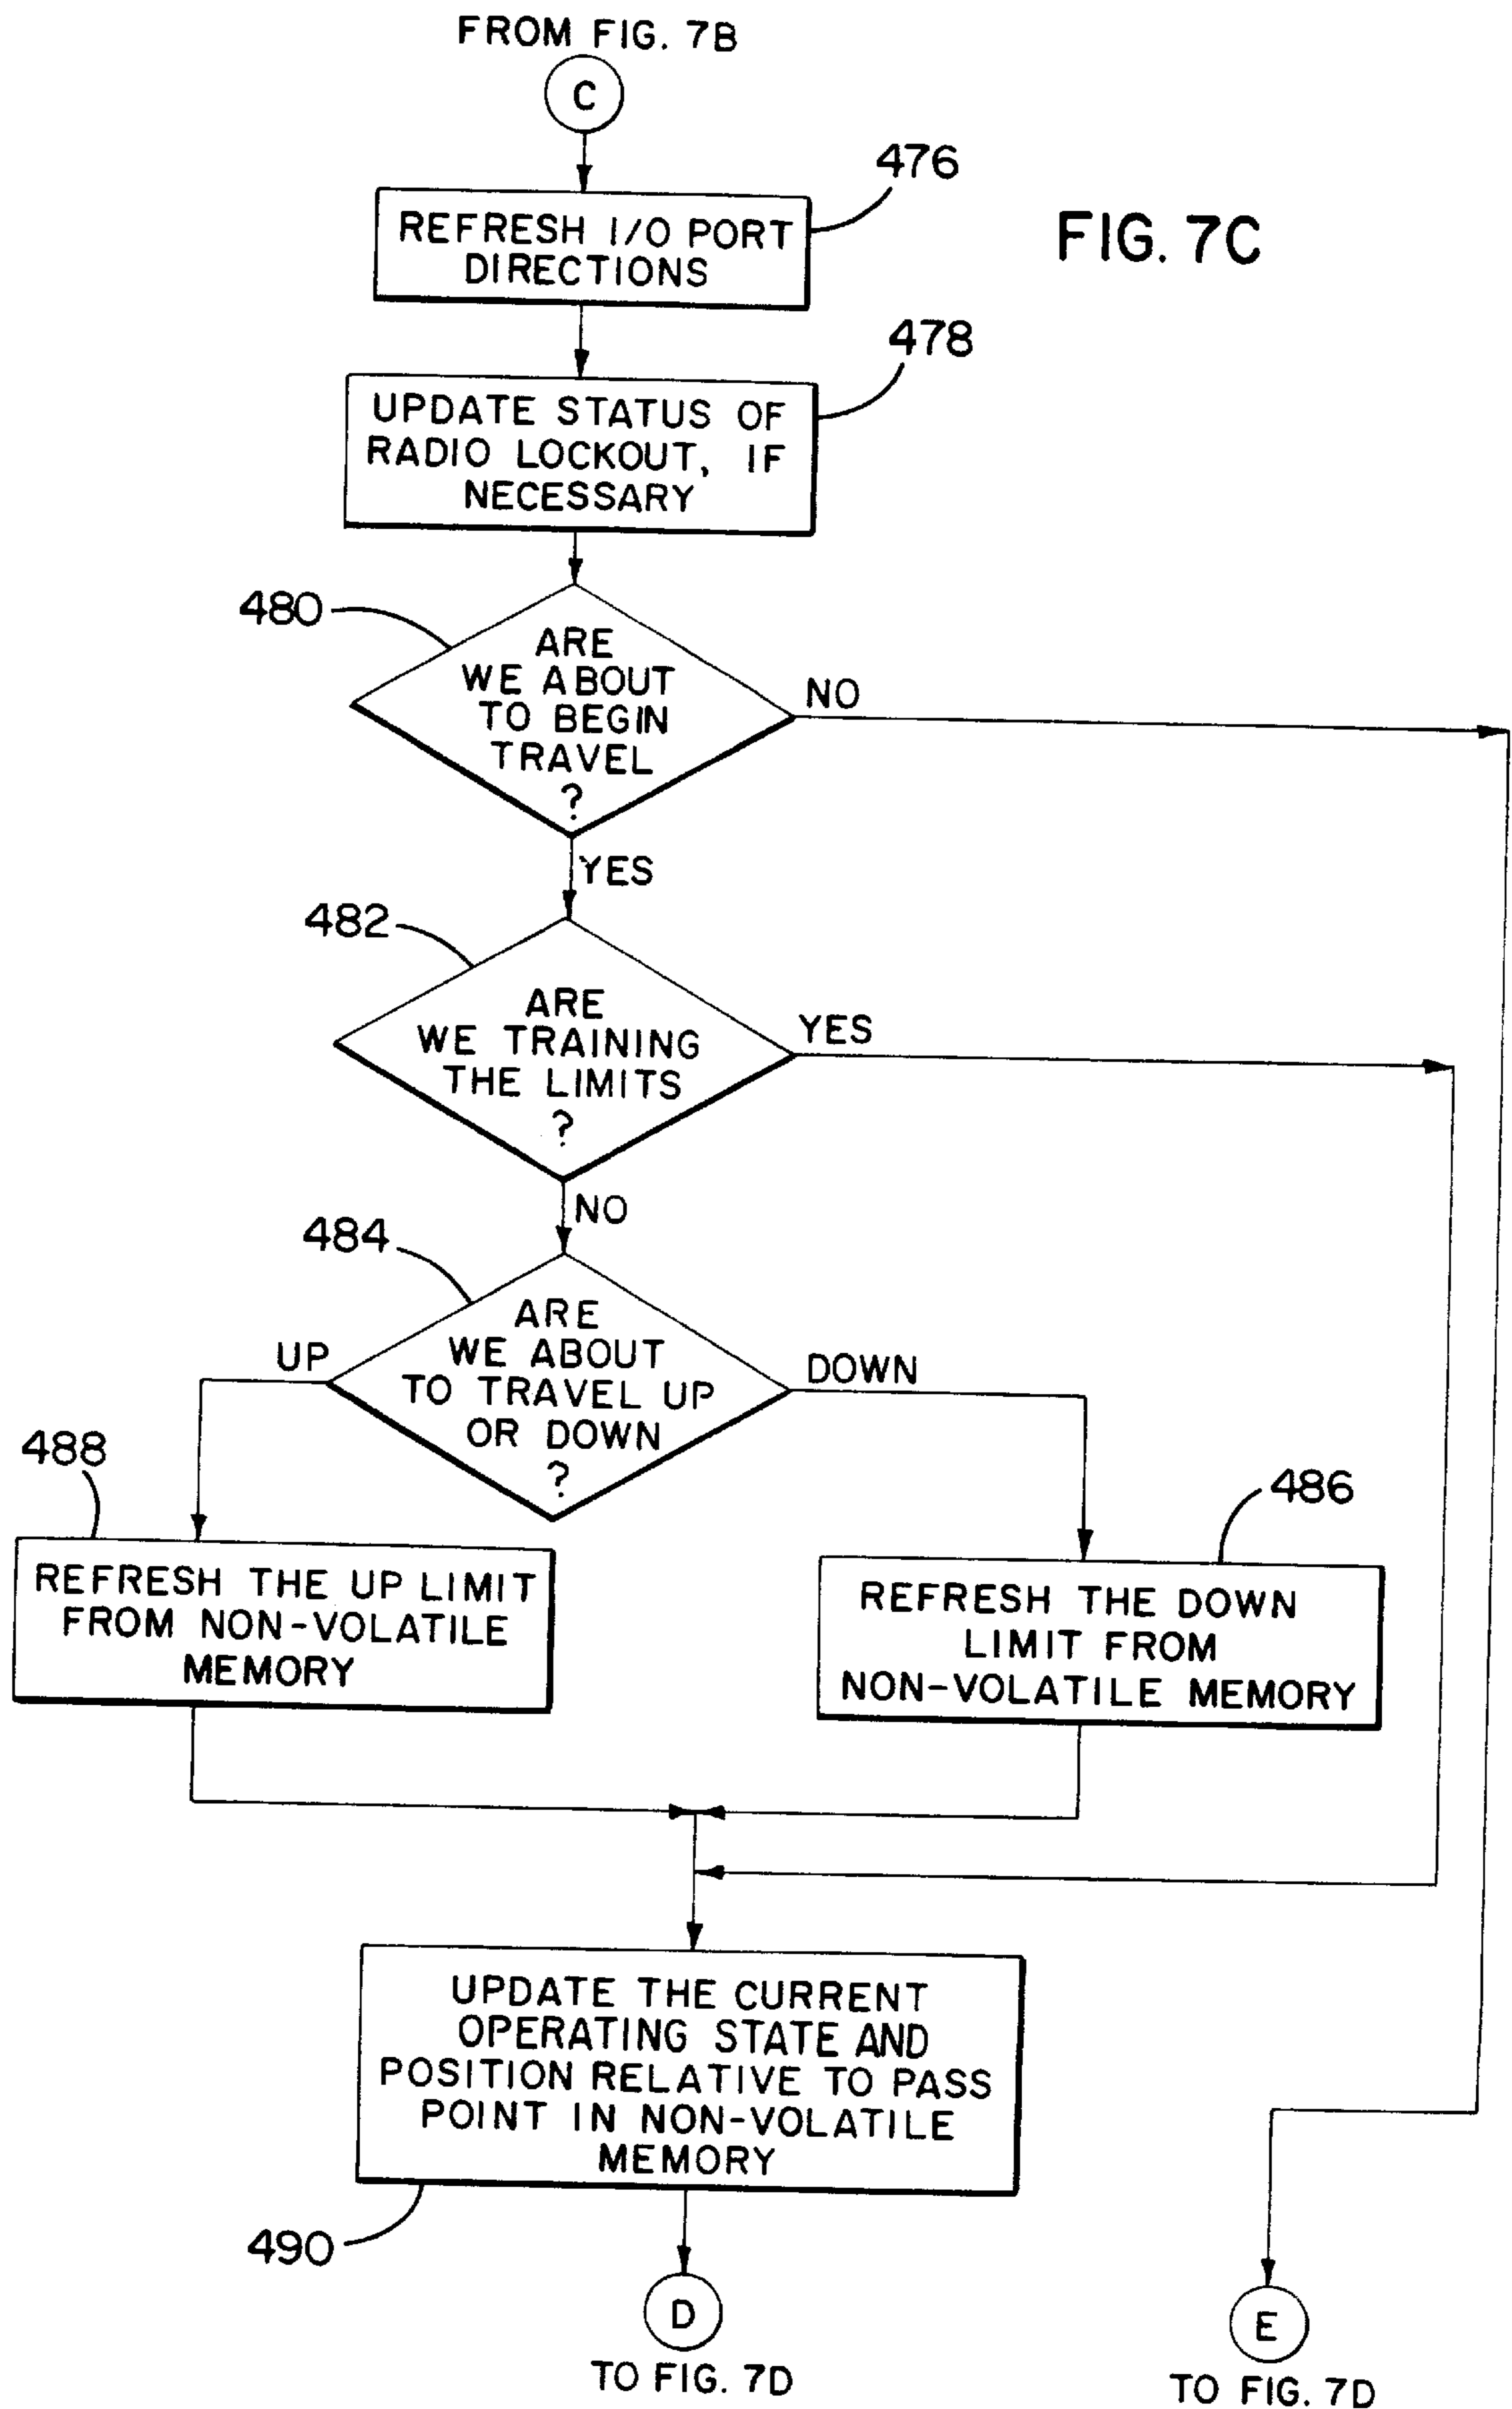 FROM FIG. 7B
C
476
REFRESH I/O PORT
DIRECTIONS
FIG. 7C
478
UPDATE STATUS OF
RADIO LOCKOUT, IF
NECESSARY
480
ARE
WE ABOUT
TO BEGIN
TRAVEL
?
NO
YES
482
ARE
WE TRAINING
THE LIMITS
?
YES
NO
484
ARE
WE ABOUT
TO TRAVEL UP
OR DOWN
?
UP
DOWN
488
REFRESH THE UP LIMIT
FROM NON-VOLATILE
MEMORY
486
REFRESH THE DOWN
LIMIT FROM
NON-VOLATILE MEMORY
UPDATE THE CURRENT
OPERATING STATE AND
POSITION RELATIVE TO PASS
POINT IN NON-VOLATILE
MEMORY
490
D
TO FIG. 7D
E
TO FIG. 7D